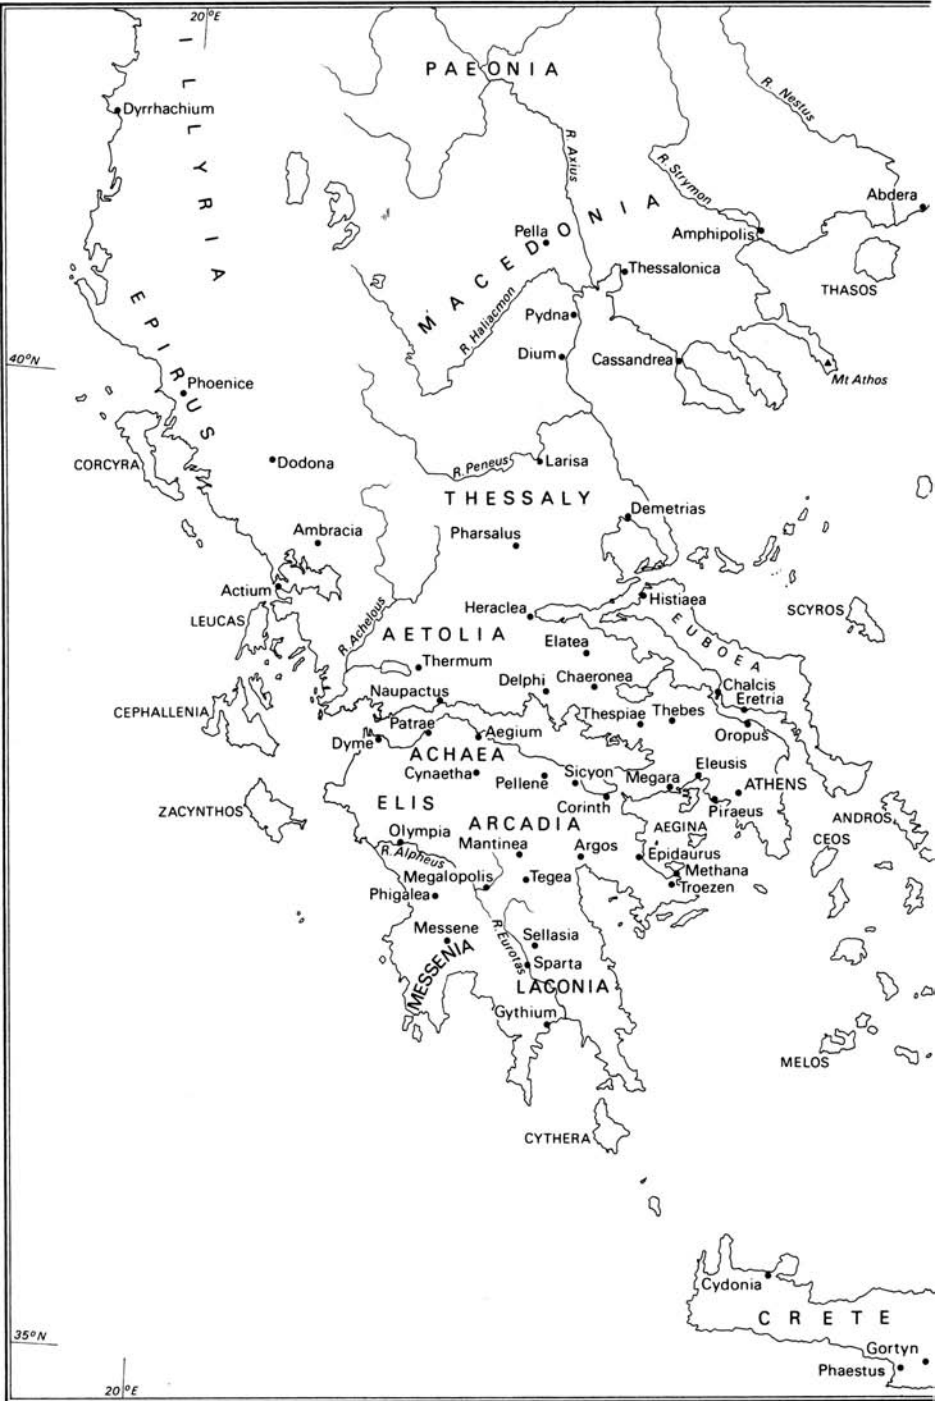 20°E
ILLYRIA
PAEONIA
R. Nestus
Dyrrhachium
R. Axius
R. Strymon
Abdera
MACEDONIA
Pella
Amphipolis
Thessalonica
THASOS
EPIRUS
R. Haliacmon
Pydna
40°N
Dium
Cassandrea
Mt Athos
Phoenice
CORCYRA
Dodona
R. Peneus
Larisa
THESSALY
Demetrias
Ambracia
Pharsalus
Actium
Histiaea
LEUCAS
Heraclea
SCYROS
R. Achelous
AETOLIA
EUBOEA
Elatea
Thermum
Delphi
Chaeronea
Chalcis
Naupactus
Eretria
CEPHALLENIA
Patrae
Thespiae
Thebes
Dyme
Aegium
Oropus
ACHAEA
Cynaetha
Pellene
Sicyon
Megara
Eleusis
ATHENS
ELIS
Corinth
Piraeus
ZACYNTHOS
ARCADIA
AEGINA
ANDROS
Olympia
CEOS
R. Alpheus
Mantinea
Argos
Epidaurus
Megalopolis
Tegea
Methana
Phigalea
Troezen
Messene
R. Eurotas
Sellasia
MESSENIA
Sparta
LACONIA
Gythium
MELOS
CYTHERA
Cydonia
CRETE
35°N
Gortyn
Phaestus
20°E